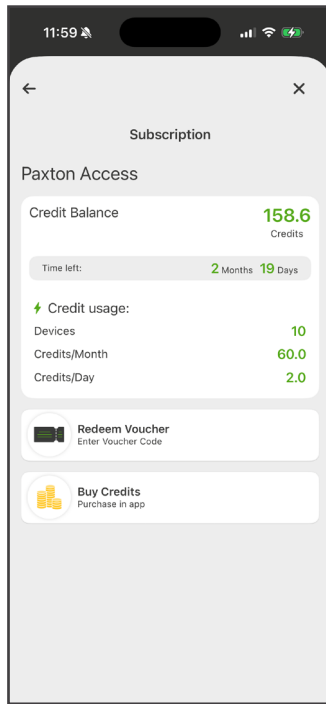 11:59
Subscription
Paxton Access
Credit Balance
158.6
Credits
Time left: 2 Months 19 Days
Credit usage:
Devices 10
Credits/Month 60.0
Credits/Day 2.0
Redeem Voucher
Enter Voucher Code
Buy Credits
Purchase in app